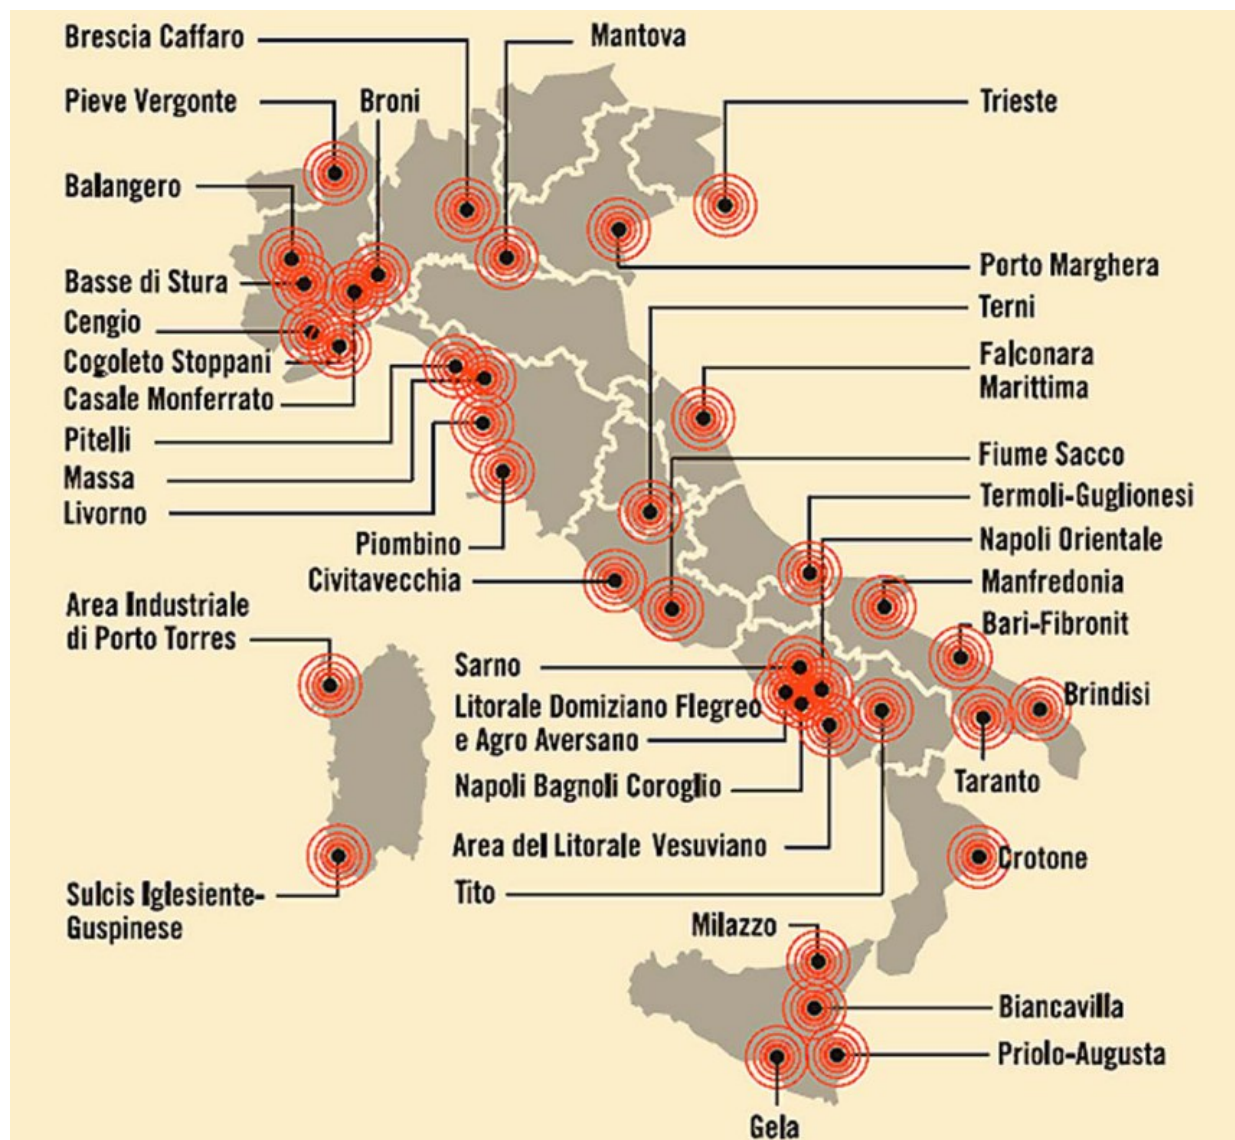 Brescia Caffaro
Mantova
Pieve Vergonte
Broni
Trieste
Balangero
Porto Marghera
Basse di Stura
Terni
Cengio
Falconara
Marittima
Cogoleto Stoppani
Casale Monferrato
Pitelli
Fiume Sacco
Massa
Termoli-Guglionesi
Livorno
Piombino
Napoli Orientale
Civitavecchia
Manfredonia
Area Industriale
di Porto Torres
Bari-Fibronit
Sarno
Brindisi
Litorale Domiziano Flegreo
e Agro Aversano
Napoli Bagnoli Coroglio
Taranto
Area del Litorale Vesuviano
Crotone
Tito
Sulcis Iglesiente-
Guspinese
Milazzo
Biancavilla
Priolo-Augusta
Gela